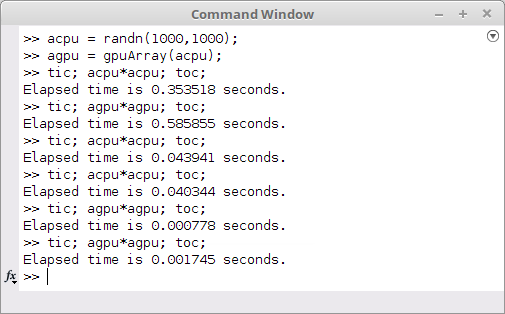 Command Window
>> acpu = randn(1000,1000);
>> agpu = gpuArray(acpu);
>> tic; acpu*acpu; toc;
Elapsed time is 0.353518 seconds.
>> tic; agpu*agpu; toc;
Elapsed time is 0.585855 seconds.
>> tic; acpu*acpu; toc;
Elapsed time is 0.043941 seconds.
>> tic; acpu*acpu; toc;
Elapsed time is 0.040344 seconds.
>> tic; agpu*agpu; toc;
Elapsed time is 0.000778 seconds.
>> tic; agpu*agpu; toc;
Elapsed time is 0.001745 seconds.
fx >>